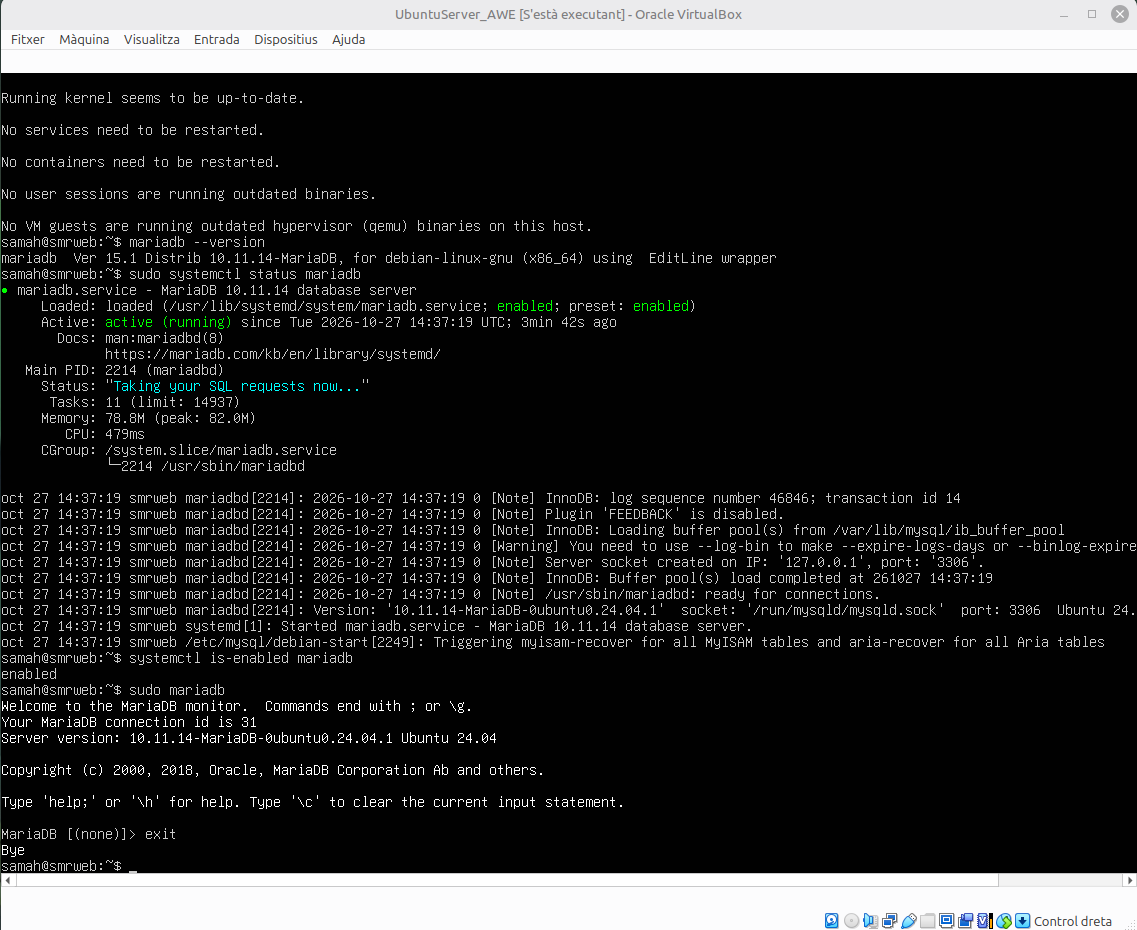 UbuntuServer_AWE [S'està executant] - Oracle VirtualBox
Fitxer Màquina Visualitza Entrada Dispositius Ajuda
Running kernel seems to be up-to-date.
No services need to be restarted.
No containers need to be restarted.
No user sessions are running outdated binaries.
No VM guests are running outdated hypervisor (qemu) binaries on this host.
samah@smrweb:~$ mariadb --version
mariadb  Ver 15.1 Distrib 10.11.14-MariaDB, for debian-linux-gnu (x86_64) using  EditLine wrapper
samah@smrweb:~$ sudo systemctl status mariadb
● mariadb.service - MariaDB 10.11.14 database server
     Loaded: loaded (/usr/lib/systemd/system/mariadb.service; enabled; preset: enabled)
     Active: active (running) since Tue 2026-10-27 14:37:19 UTC; 3min 42s ago
       Docs: man:mariadbd(8)
             https://mariadb.com/kb/en/library/systemd/
   Main PID: 2214 (mariadbd)
     Status: "Taking your SQL requests now..."
      Tasks: 11 (limit: 14937)
     Memory: 78.8M (peak: 82.0M)
        CPU: 479ms
     CGroup: /system.slice/mariadb.service
             └─2214 /usr/sbin/mariadbd
oct 27 14:37:19 smrweb mariadbd[2214]: 2026-10-27 14:37:19 0 [Note] InnoDB: log sequence number 46846; transaction id 14
oct 27 14:37:19 smrweb mariadbd[2214]: 2026-10-27 14:37:19 0 [Note] Plugin 'FEEDBACK' is disabled.
oct 27 14:37:19 smrweb mariadbd[2214]: 2026-10-27 14:37:19 0 [Note] InnoDB: Loading buffer pool(s) from /var/lib/mysql/ib_buffer_pool
oct 27 14:37:19 smrweb mariadbd[2214]: 2026-10-27 14:37:19 0 [Warning] You need to use --log-bin to make --expire-logs-days or --binlog-expire
oct 27 14:37:19 smrweb mariadbd[2214]: 2026-10-27 14:37:19 0 [Note] Server socket created on IP: '127.0.0.1', port: '3306'.
oct 27 14:37:19 smrweb mariadbd[2214]: 2026-10-27 14:37:19 0 [Note] InnoDB: Buffer pool(s) load completed at 261027 14:37:19
oct 27 14:37:19 smrweb mariadbd[2214]: 2026-10-27 14:37:19 0 [Note] /usr/sbin/mariadbd: ready for connections.
oct 27 14:37:19 smrweb mariadbd[2214]: Version: '10.11.14-MariaDB-0ubuntu0.24.04.1'  socket: '/run/mysqld/mysqld.sock'  port: 3306  Ubuntu 24.
oct 27 14:37:19 smrweb systemd[1]: Started mariadb.service - MariaDB 10.11.14 database server.
oct 27 14:37:19 smrweb /etc/mysql/debian-start[2249]: Triggering myisam-recover for all MyISAM tables and aria-recover for all Aria tables
samah@smrweb:~$ systemctl is-enabled mariadb
enabled
samah@smrweb:~$ sudo mariadb
Welcome to the MariaDB monitor.  Commands end with ; or \g.
Your MariaDB connection id is 31
Server version: 10.11.14-MariaDB-0ubuntu0.24.04.1 Ubuntu 24.04
Copyright (c) 2000, 2018, Oracle, MariaDB Corporation Ab and others.
Type 'help;' or '\h' for help. Type '\c' to clear the current input statement.
MariaDB [(none)]> exit
Bye
samah@smrweb:~$ _
Control dreta